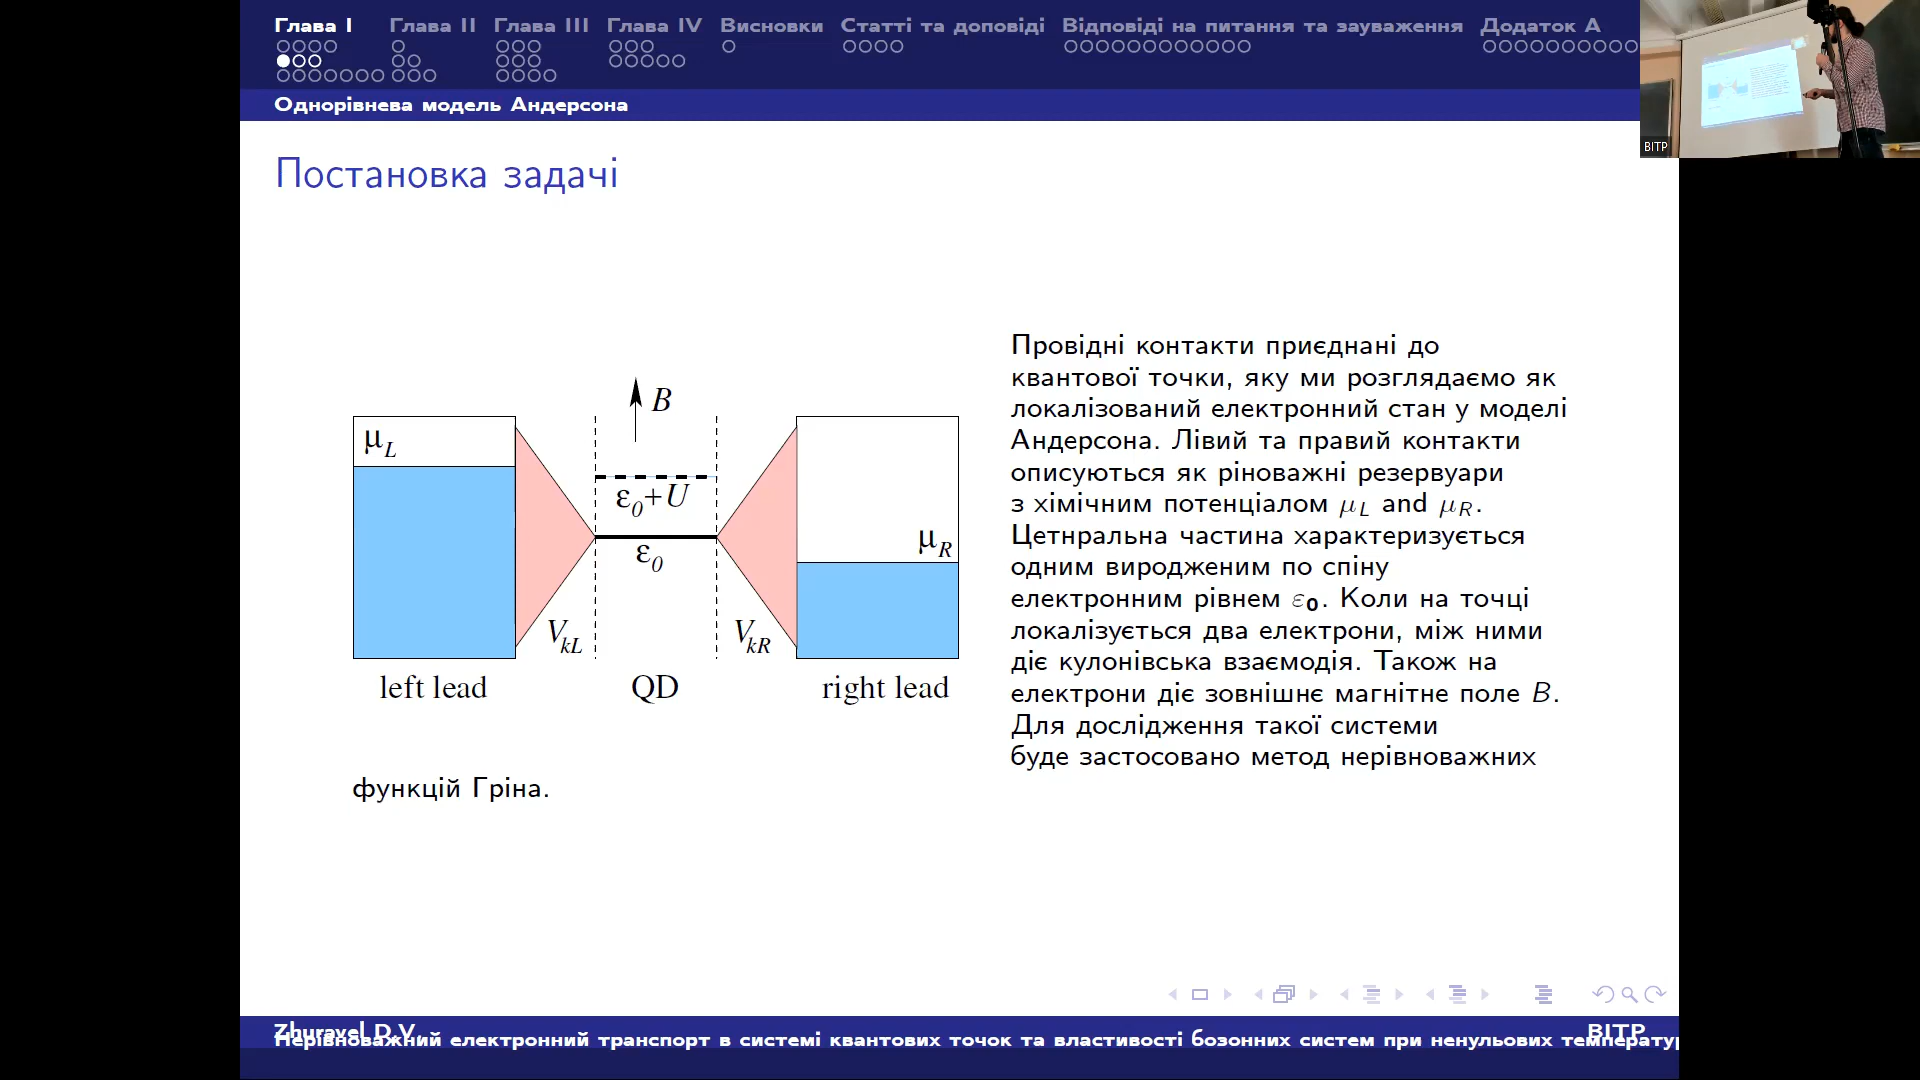 Глава I Глава II Глава III Глава IV Висновки Статті та доповіді Відповіді на питання та зауваження Додаток А
Однорівнева модель Андерсона
BITP
Постановка задачі
B
μL
ε0+U
ε0
μR
VkL
VkR
left lead
QD
right lead
Провідні контакти приєднані до
квантової точки, яку ми розглядаємо як
локалізований електронний стан у моделі
Андерсона. Лівий та правий контакти
описуються як ріноважні резервуари
з хімічним потенціалом μL and μR.
Цетнральна частина характеризується
одним виродженим по спіну
електронним рівнем ε0. Коли на точці
локалізується два електрони, між ними
діє кулонівська взаємодія. Також на
електрони діє зовнішнє магнітне поле B.
Для дослідження такої системи
буде застосовано метод нерівноважних
функцій Гріна.
Zhuravel D.V.
BITP
Нерівноважний електронний транспорт в системі квантових точок та властивості бозонних систем при ненульових температур